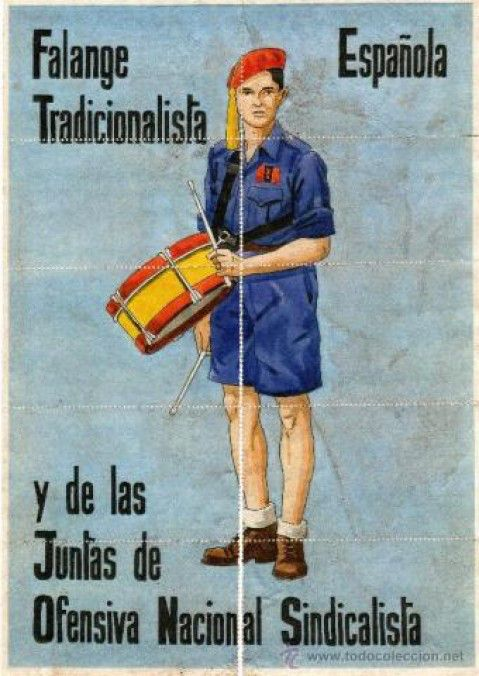 Falange Española
Tradicionalista
y de las
Juntas de
Ofensiva Nacional Sindicalista
www.todocoleccion.net